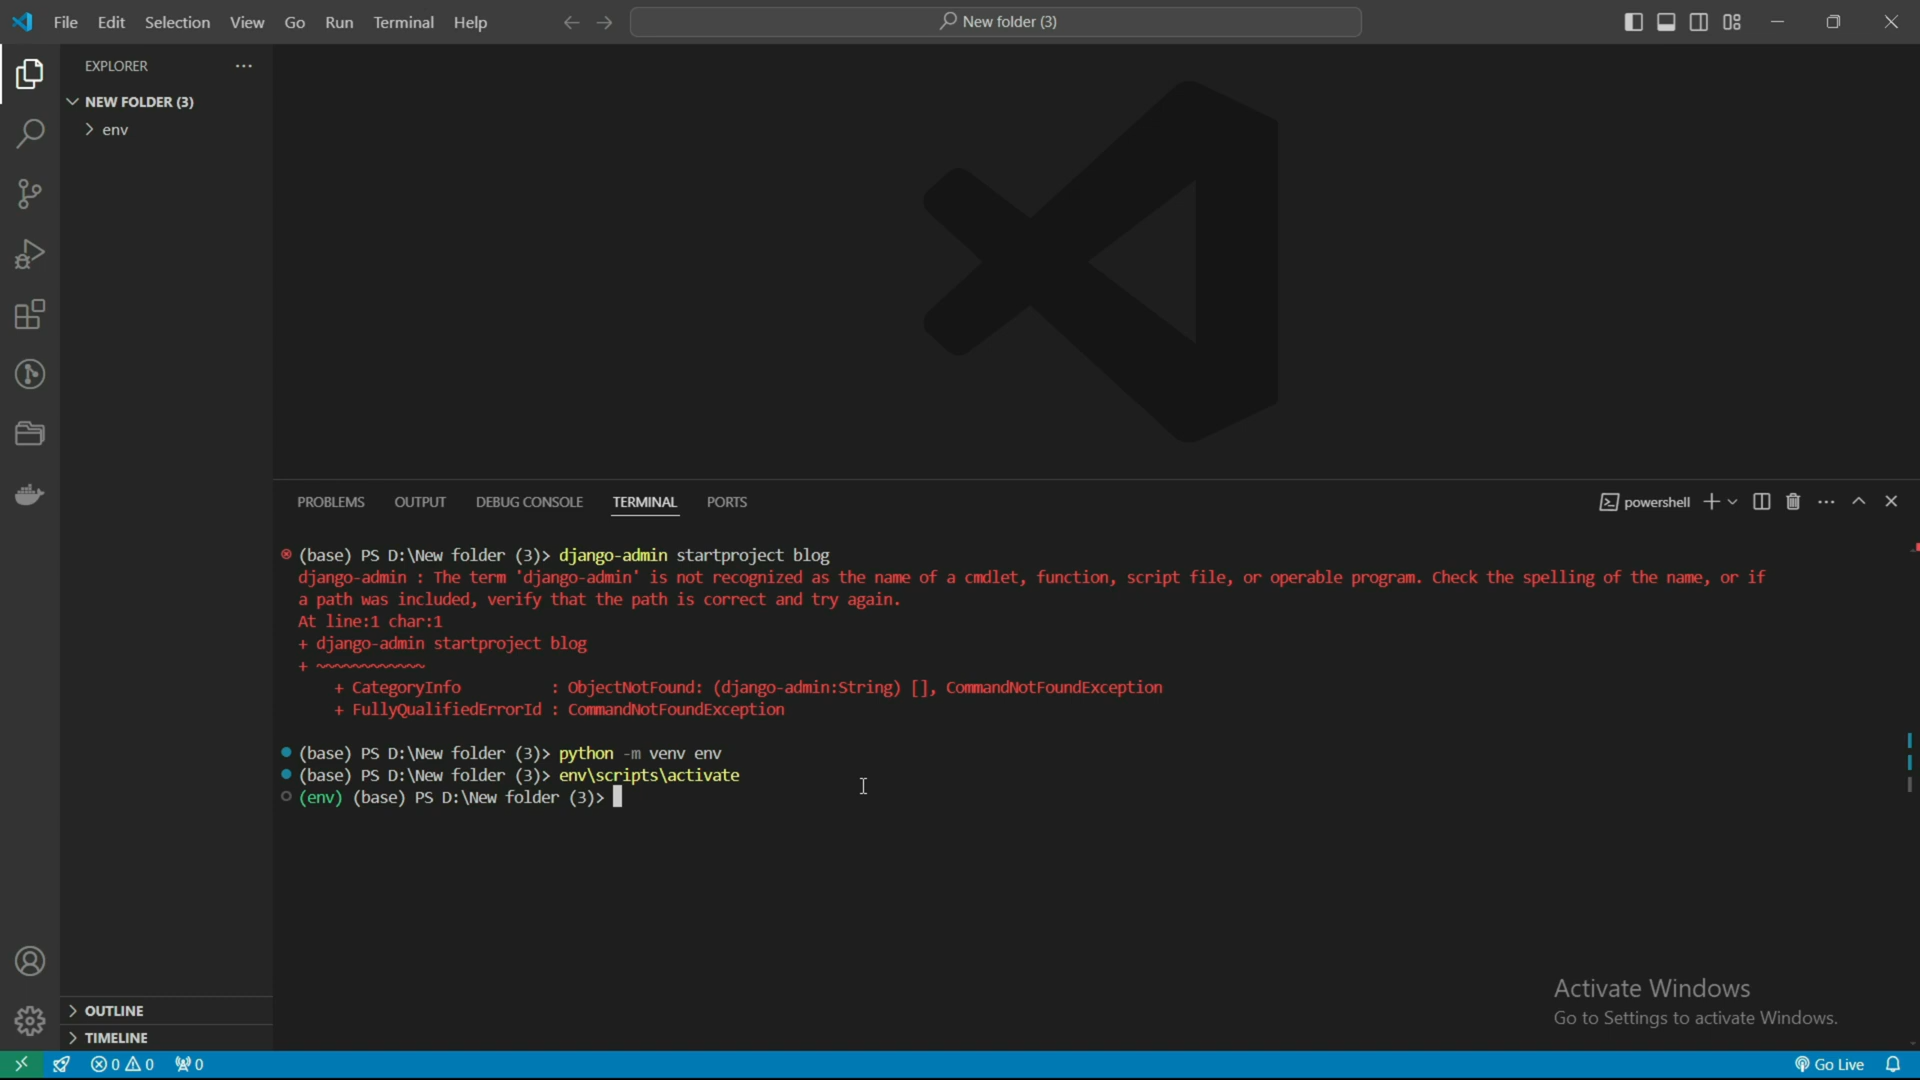 File Edit Selection View Go Run Terminal Help
New folder (3)
EXPLORER
NEW FOLDER (3)
env
PROBLEMS OUTPUT DEBUG CONSOLE TERMINAL PORTS
powershell
(base) PS D:\New folder (3)> django-admin startproject blog
django-admin : The term 'django-admin' is not recognized as the name of a cmdlet, function, script file, or operable program. Check the spelling of the name, or if
a path was included, verify that the path is correct and try again.
At line:1 char:1
+ django-admin startproject blog
+ ~~~~~~~~~~~~
+ CategoryInfo : ObjectNotFound: (django-admin:String) [], CommandNotFoundException
+ FullyQualifiedErrorId : CommandNotFoundException
(base) PS D:\New folder (3)> python -m venv env
(base) PS D:\New folder (3)> env\scripts\activate
(env) (base) PS D:\New folder (3)>
Activate Windows
Go to Settings to activate Windows.
OUTLINE
TIMELINE
0 0 0
Go Live